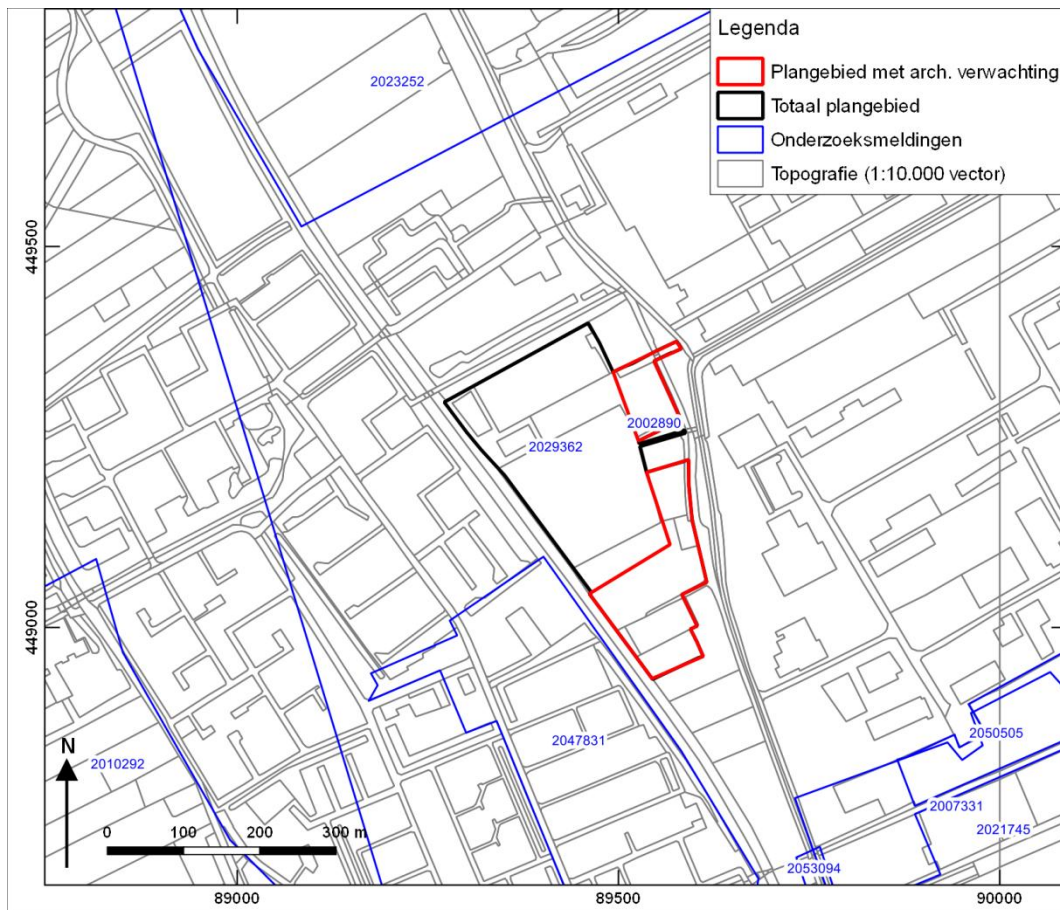 Legenda
Plangebied met arch. verwachting
Totaal plangebied
Onderzoeksmeldingen
Topografie (1:10.000 vector)
2023252
449500
2002890
2029362
449000
2047831
2050505
2010292
2007331
2021745
2053094
N
0 100 200 300 m
89000 89500 90000